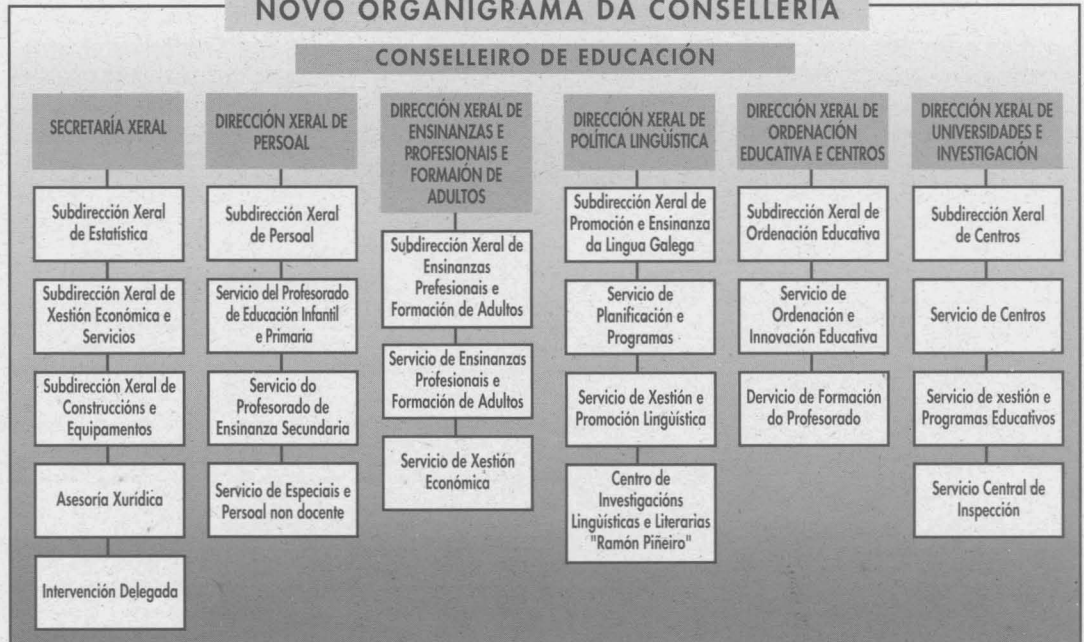 NOVO ORGANIGRAMA DA CONSELLERÍA
CONSELLEIRO DE EDUCACIÓN
SECRETARÍA XERAL
Subdirección Xeral
de Estatística
Subdirección Xeral de
Xestión Económica e
Servicios
Subdirección Xeral de
Construccións e
Equipamentos
Asesoría Xurídica
Intervención Delegada
DIRECCIÓN XERAL DE
PERSOAL
Subdirección Xeral
de Persoal
Servicio del Profesorado
de Educación Infantil
e Primaria
Servicio do
Profesorado de
Ensinanza Secundaria
Servicio de Especiais e
Persoal non docente
DIRECCIÓN XERAL DE
ENSINANZAS E
PROFESIONAIS E
FORMAIÓN DE
ADULTOS
Subdirección Xeral de
Ensinanzas
Prefesionais e
Formación de Adultos
Servicio de Ensinanzas
Profesionais e
Formación de Adultos
Servicio de Xestión
Económica
DIRECCIÓN XERAL DE
POLÍTICA LINGÜÍSTICA
Subdirección Xeral de
Promoción e Ensinanza
da Lingua Galega
Servicio de
Planificación e
Programas
Servicio de Xestión e
Promoción Lingüística
Centro de
Investigacións
Lingüísticas e Literarias
"Ramón Piñeiro"
DIRECCIÓN XERAL DE
ORDENACIÓN
EDUCATIVA E CENTROS
Subdirección Xeral de
Ordenación Educativa
Servicio de
Ordenación e
Innovación Educativa
Dervicio de Formación
do Profesorado
DIRECCIÓN XERAL DE
UNIVERSIDADES E
INVESTIGACIÓN
Subdirección Xeral
de Centros
Servicio de Centros
Servicio de xestión e
Programas Educativos
Servicio Central de
Inspección